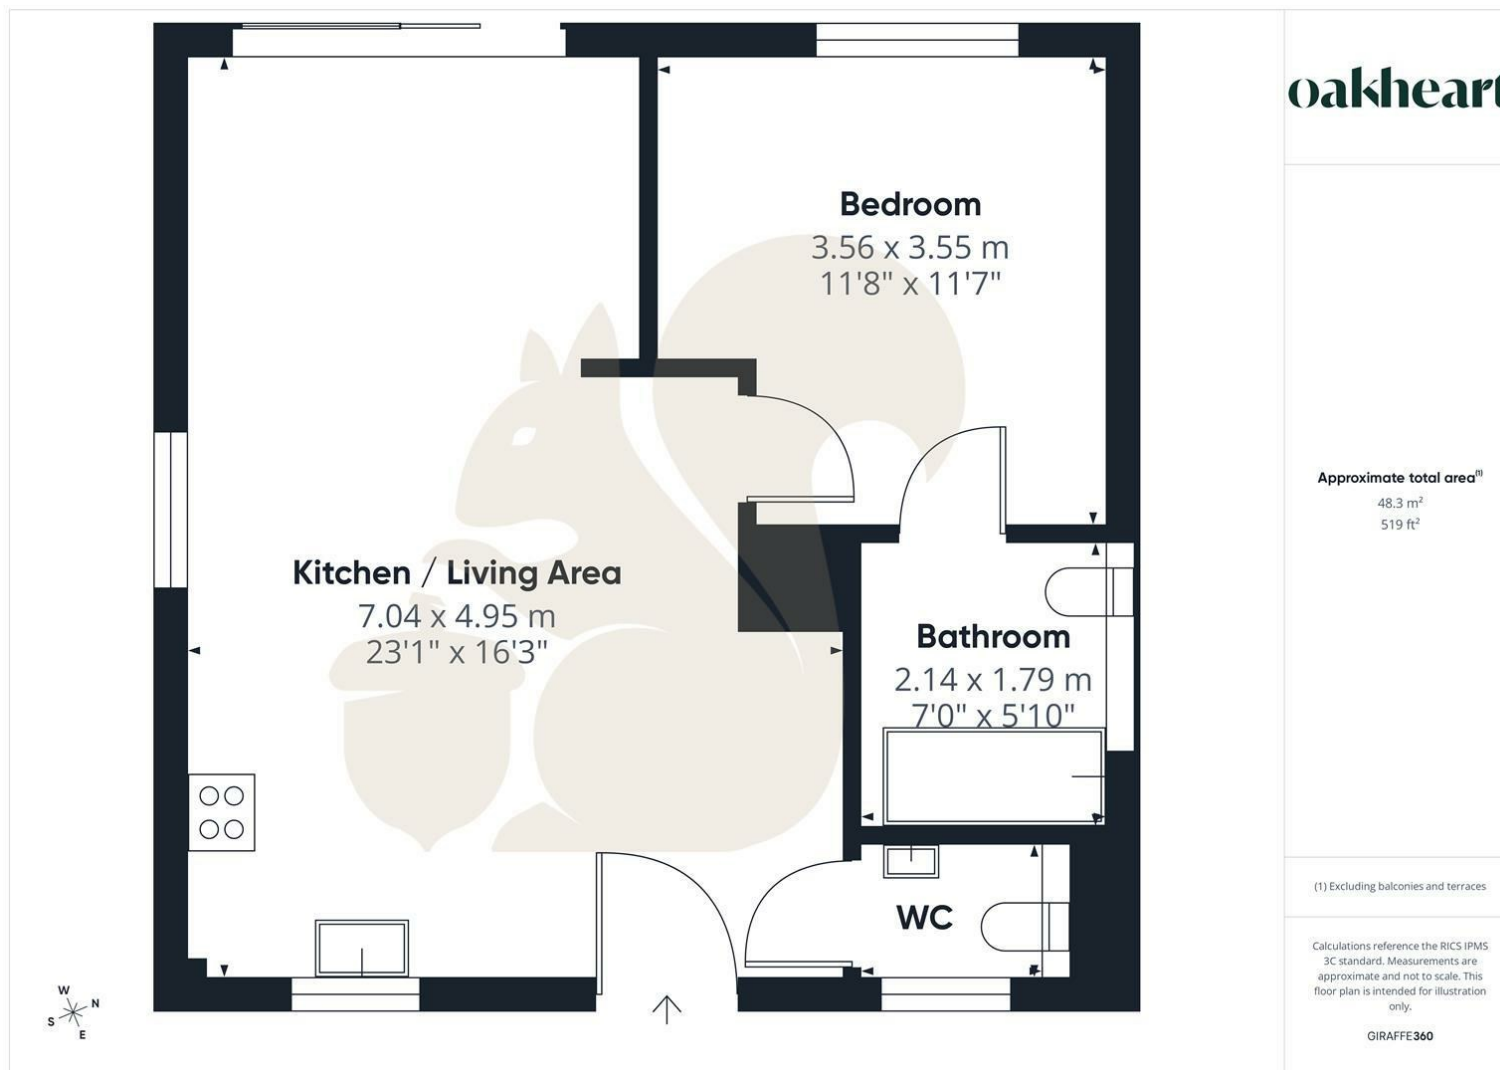 oakheart
Bedroom
3.56 x 3.55 m
11'8" x 11'7"
Kitchen / Living Area
7.04 x 4.95 m
23'1" x 16'3"
Bathroom
2.14 x 1.79 m
7'0" x 5'10"
WC
W
N
S
E
Approximate total area(1)
48.3 m²
519 ft²
(1) Excluding balconies and terraces
Calculations reference the RICS IPMS
3C standard. Measurements are
approximate and not to scale. This
floor plan is intended for illustration
only.
GIRAFFE360